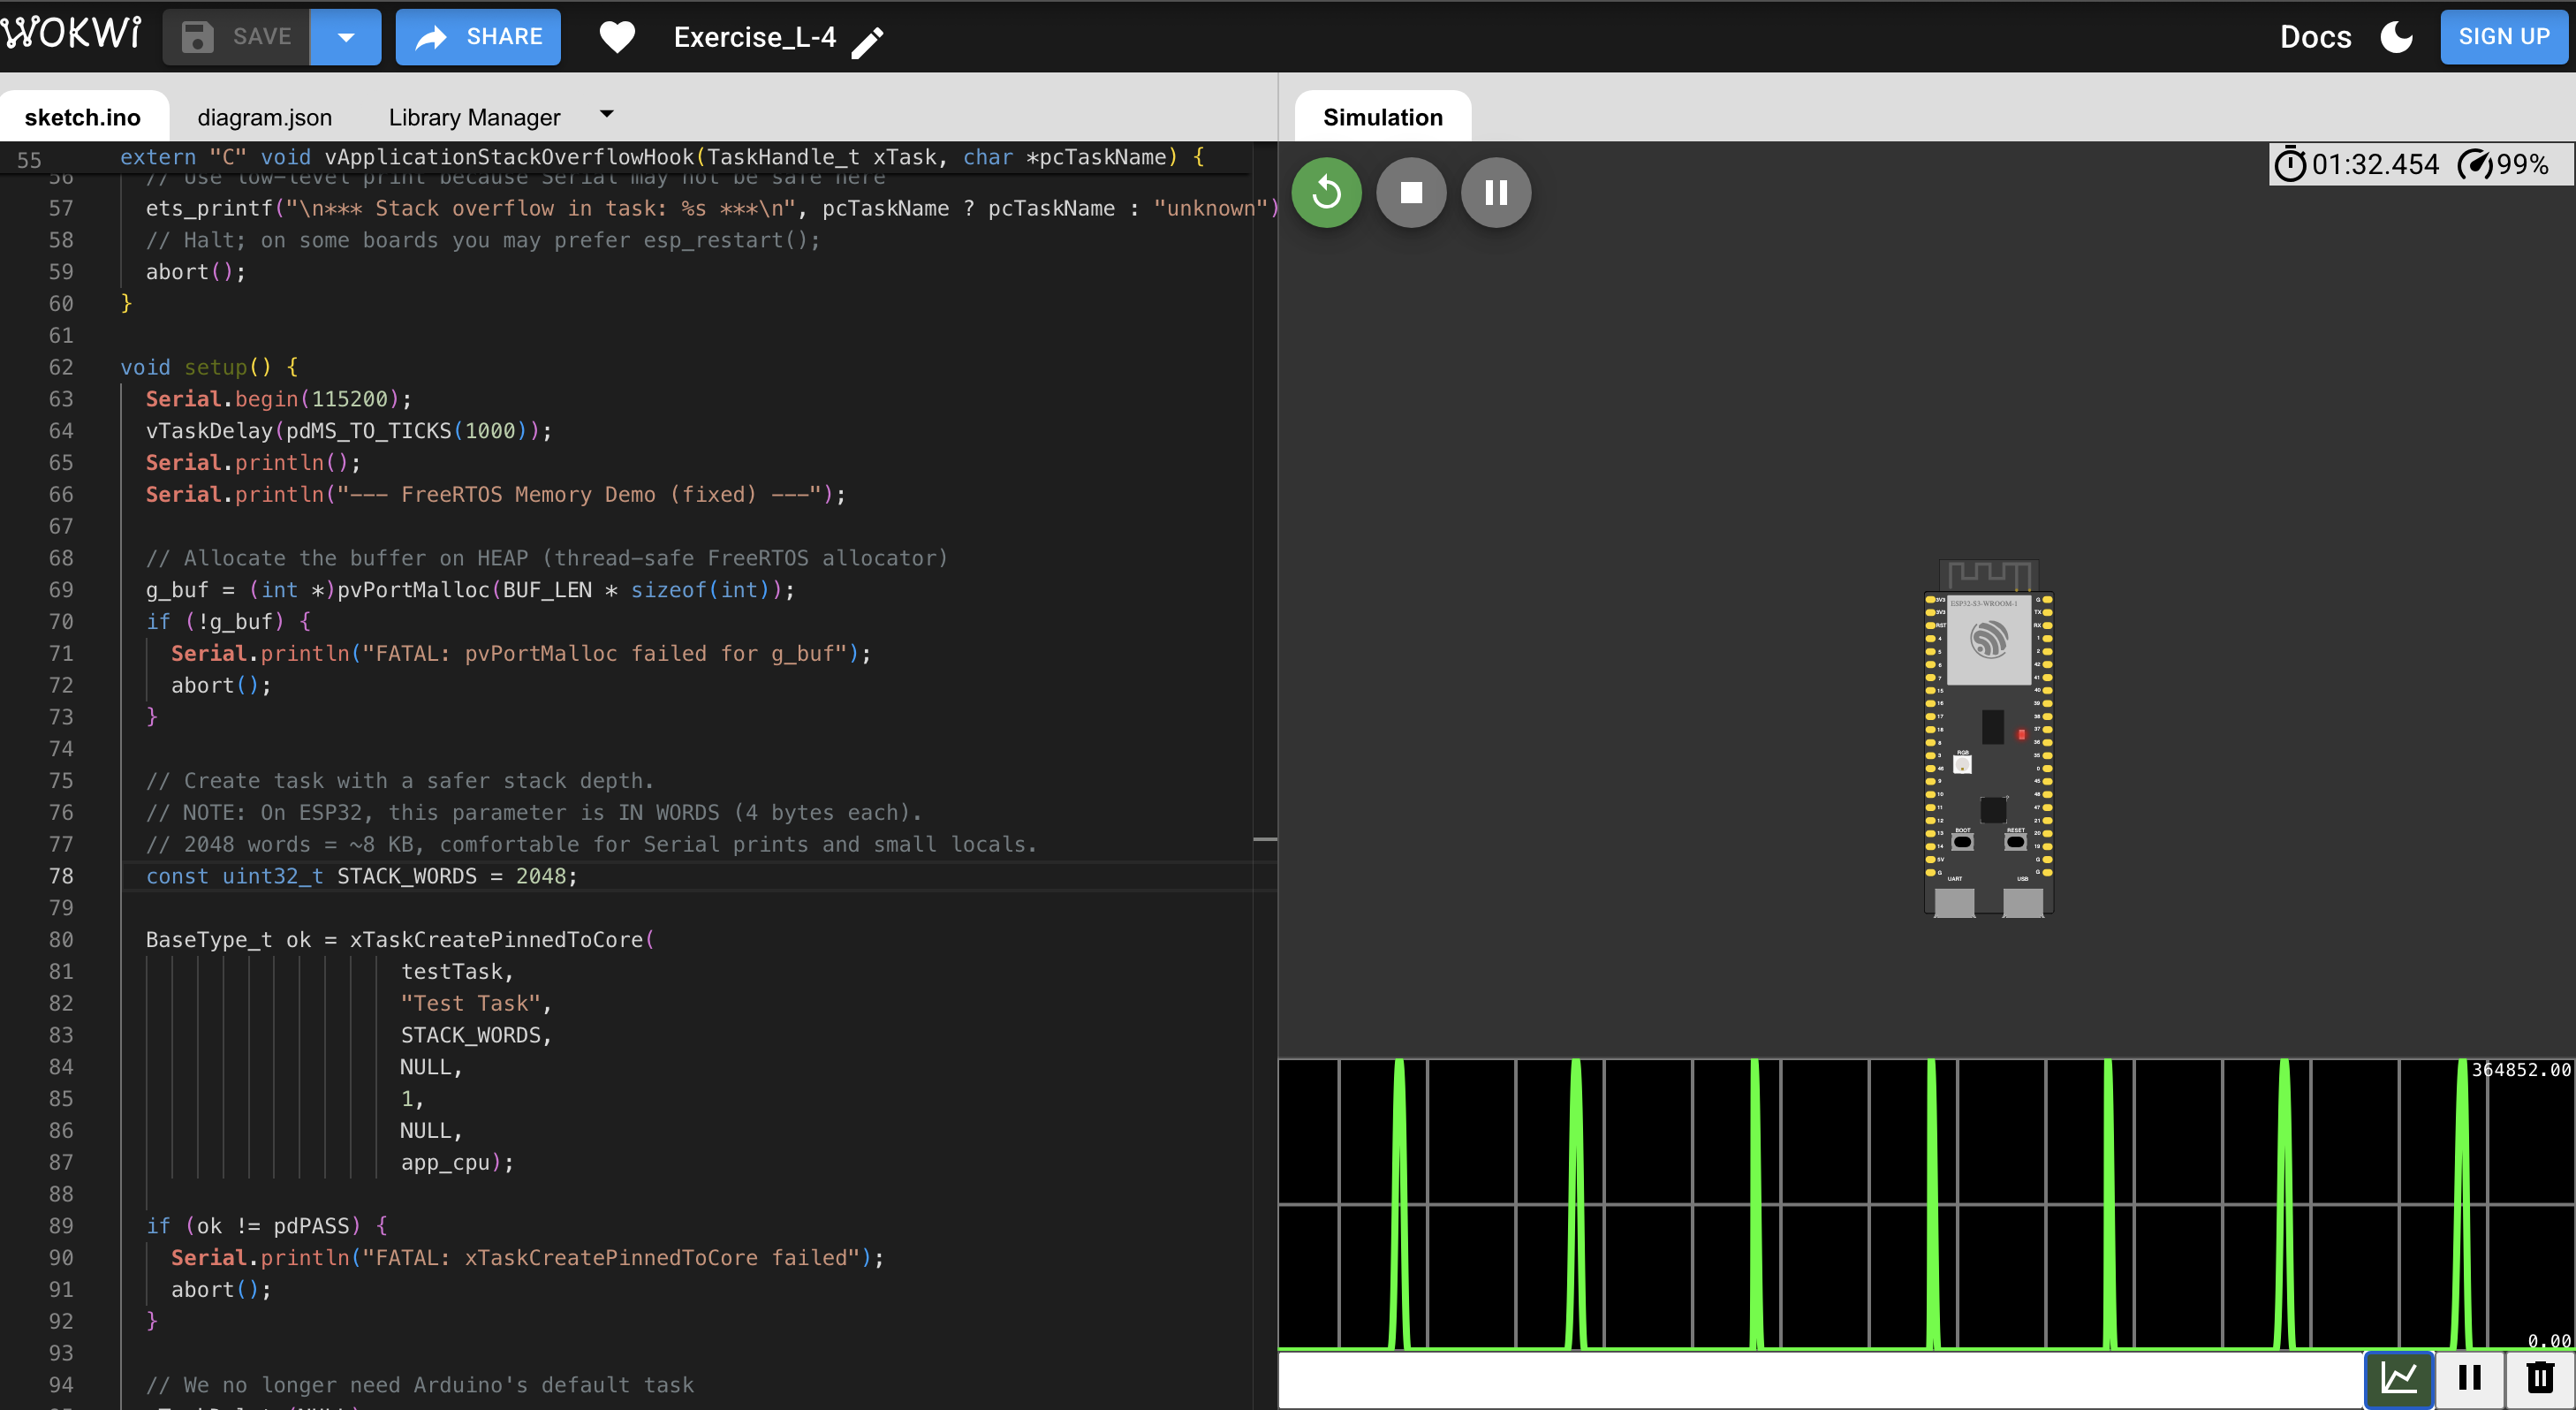 WOKWI SAVE SHARE Exercise_L-4 Docs SIGN UP
sketch.ino diagram.json Library Manager
55 extern "C" void vApplicationStackOverflowHook(TaskHandle_t xTask, char *pcTaskName) {
56 // Use low-level print because Serial may not be safe here
57 ets_printf("\n*** Stack overflow in task: %s ***\n", pcTaskName ? pcTaskName : "unknown")
58 // Halt; on some boards you may prefer esp_restart();
59 abort();
60 }
61
62 void setup() {
63 Serial.begin(115200);
64 vTaskDelay(pdMS_TO_TICKS(1000));
65 Serial.println();
66 Serial.println("--- FreeRTOS Memory Demo (fixed) ---");
67
68 // Allocate the buffer on HEAP (thread-safe FreeRTOS allocator)
69 g_buf = (int *)pvPortMalloc(BUF_LEN * sizeof(int));
70 if (!g_buf) {
71 Serial.println("FATAL: pvPortMalloc failed for g_buf");
72 abort();
73 }
74
75 // Create task with a safer stack depth.
76 // NOTE: On ESP32, this parameter is IN WORDS (4 bytes each).
77 // 2048 words = ~8 KB, comfortable for Serial prints and small locals.
78 const uint32_t STACK_WORDS = 2048;
79
80 BaseType_t ok = xTaskCreatePinnedToCore(
81 testTask,
82 "Test Task",
83 STACK_WORDS,
84 NULL,
85 1,
86 NULL,
87 app_cpu);
88
89 if (ok != pdPASS) {
90 Serial.println("FATAL: xTaskCreatePinnedToCore failed");
91 abort();
92 }
93
94 // We no longer need Arduino's default task
Simulation
01:32.454 99%
ESP32-S3-WROOM-1
RGB
BOOT RESET
UART USB
364852.00
0.00